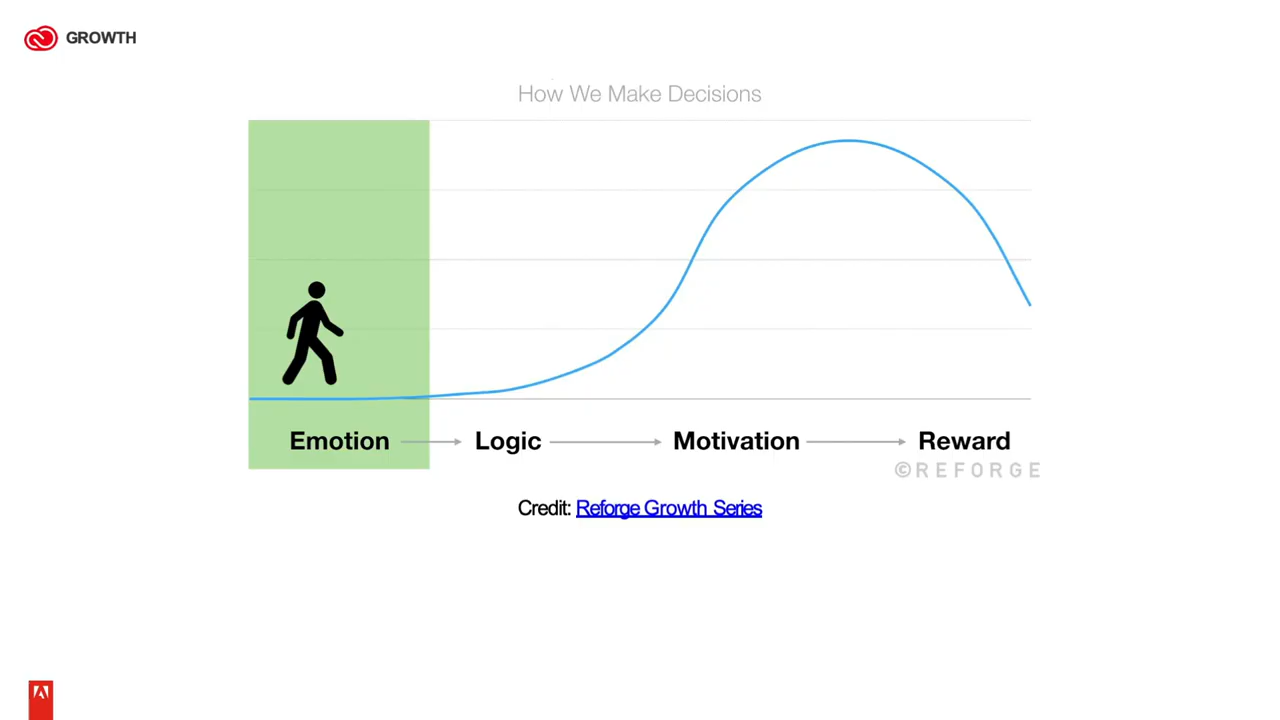 GROWTH
How We Make Decisions
Emotion Logic Motivation Reward
©REFORGE
Credit: Reforge Growth Series